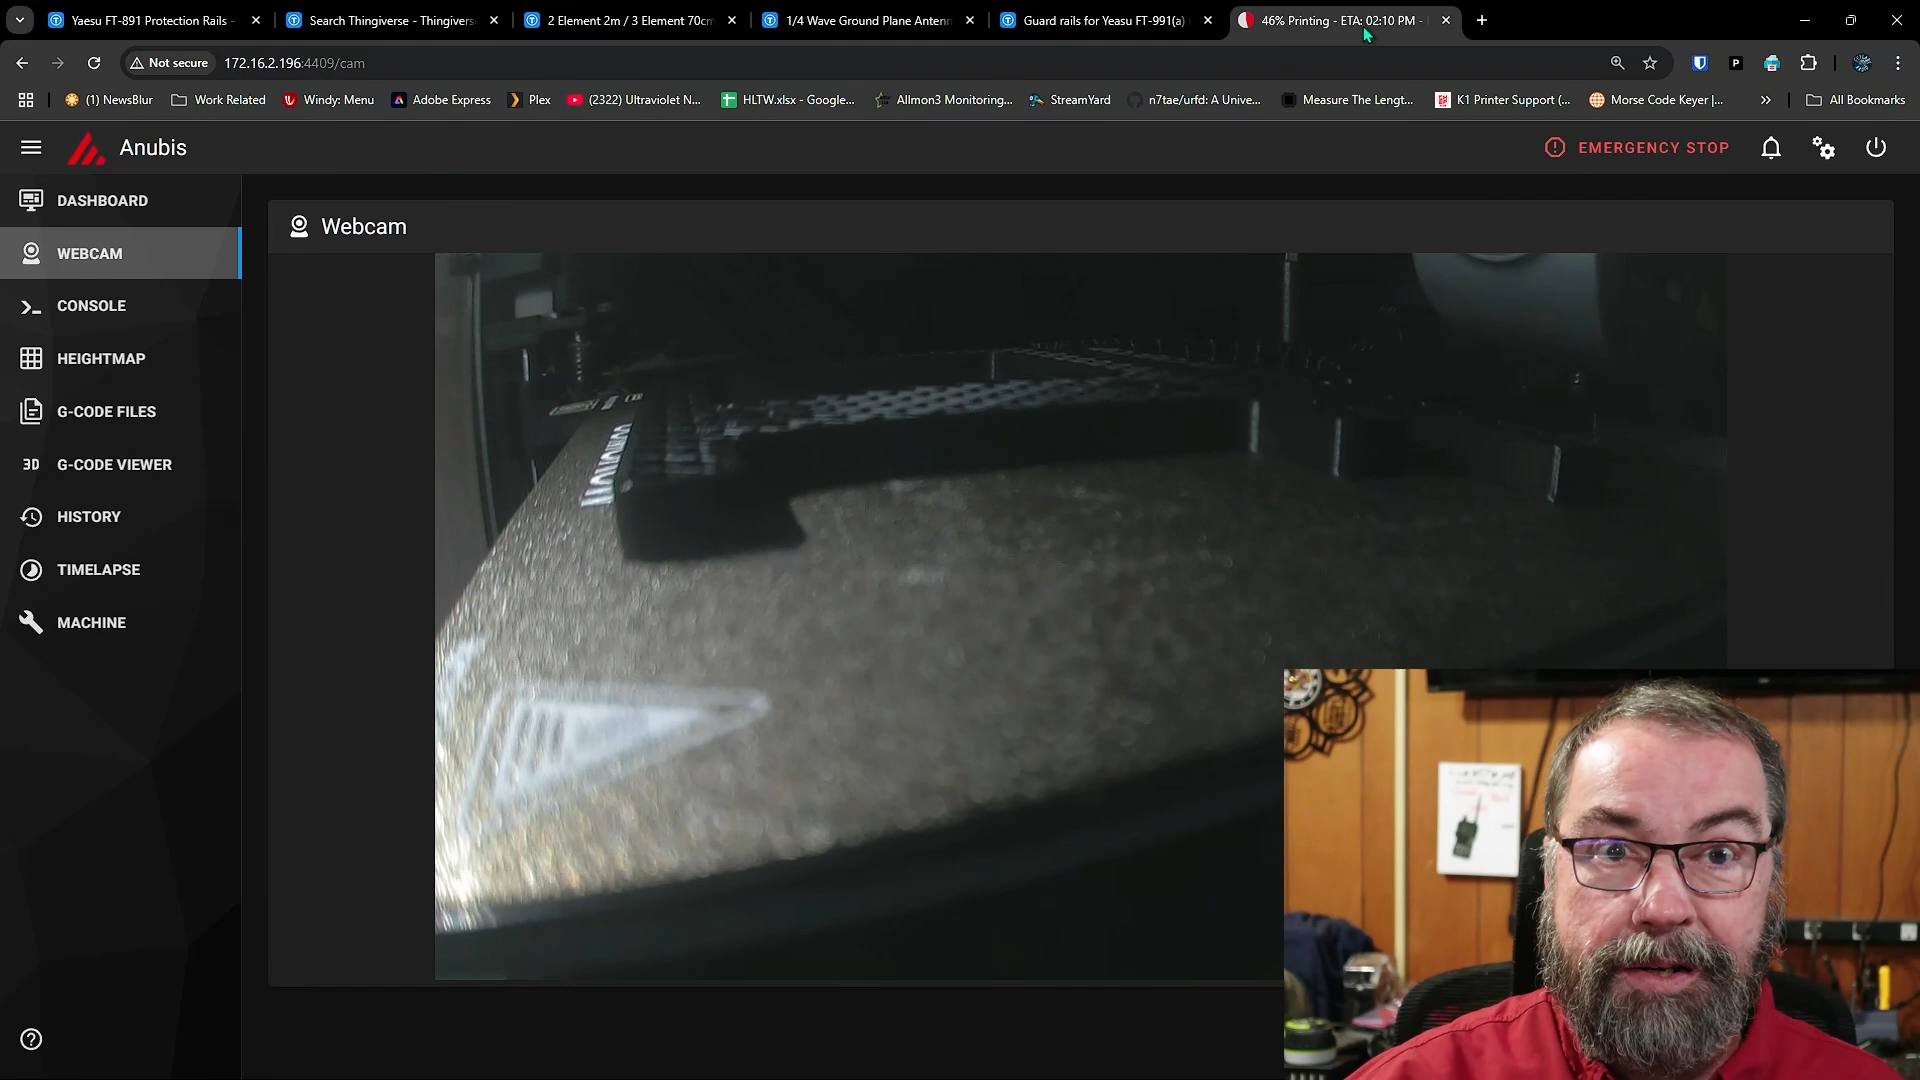 Yaesu FT-891 Protection Rails -
Search Thingiverse - Thingivers
2 Element 2m / 3 Element 70cm
1/4 Wave Ground Plane Antenn
Guard rails for Yeasu FT-991(a)
46% Printing - ETA: 02:10 PM -
Not secure
172.16.2.196:4409/cam
(1) NewsBlur
Work Related
Windy: Menu
Adobe Express
Plex
(2322) Ultraviolet N...
HLTW.xlsx - Google...
Allmon3 Monitoring...
StreamYard
n7tae/urfd: A Unive...
Measure The Lengt...
K1 Printer Support (...
Morse Code Keyer |...
All Bookmarks
Anubis
EMERGENCY STOP
DASHBOARD
WEBCAM
CONSOLE
HEIGHTMAP
G-CODE FILES
3D G-CODE VIEWER
HISTORY
TIMELAPSE
MACHINE
Webcam